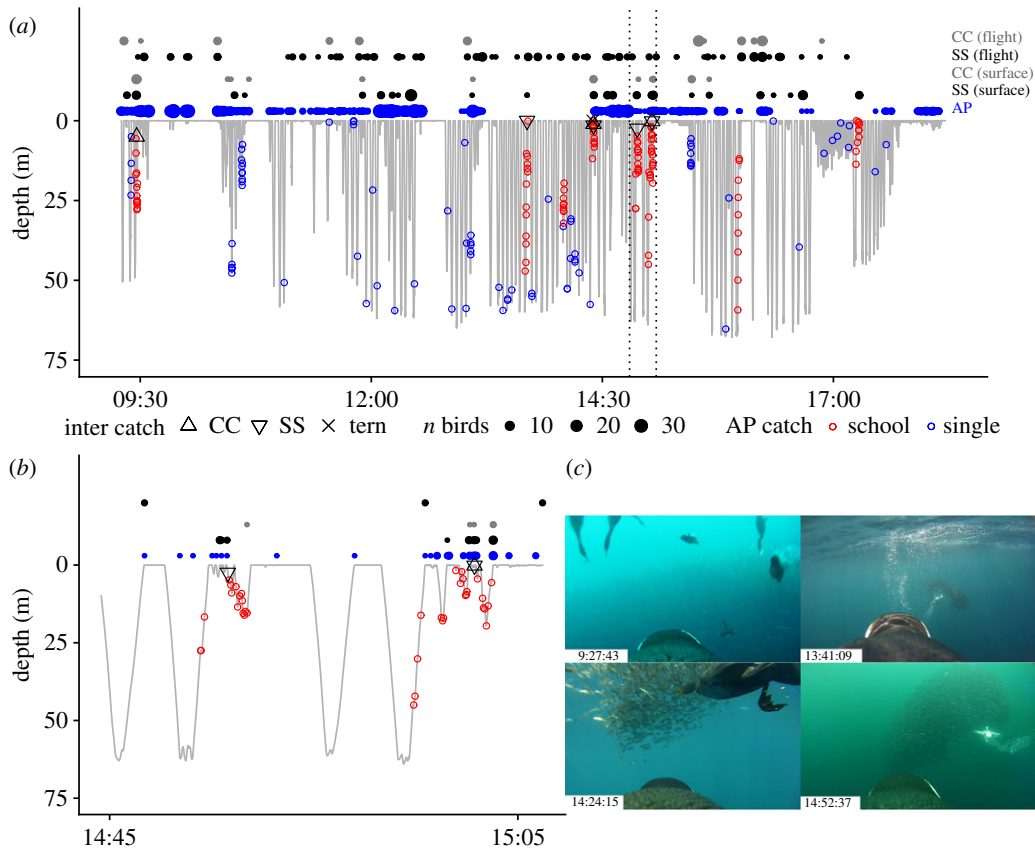 (a)
CC (flight)
SS (flight)
CC (surface)
SS (surface)
AP
0
25
50
75
depth (m)
09:30 12:00 14:30 17:00
inter catch CC SS tern n birds 10 20 30 AP catch school single
(b)
0
25
50
75
depth (m)
14:45 15:05
(c)
9:27:43 13:41:09
14:24:15 14:52:37